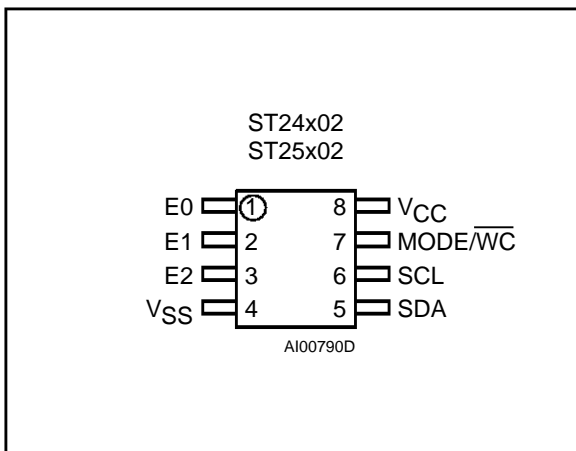 ST24x02
ST25x02
E0 1 8 VCC
E1 2 7 MODE/W̅C̅
E2 3 6 SCL
VSS 4 5 SDA
AI00790D